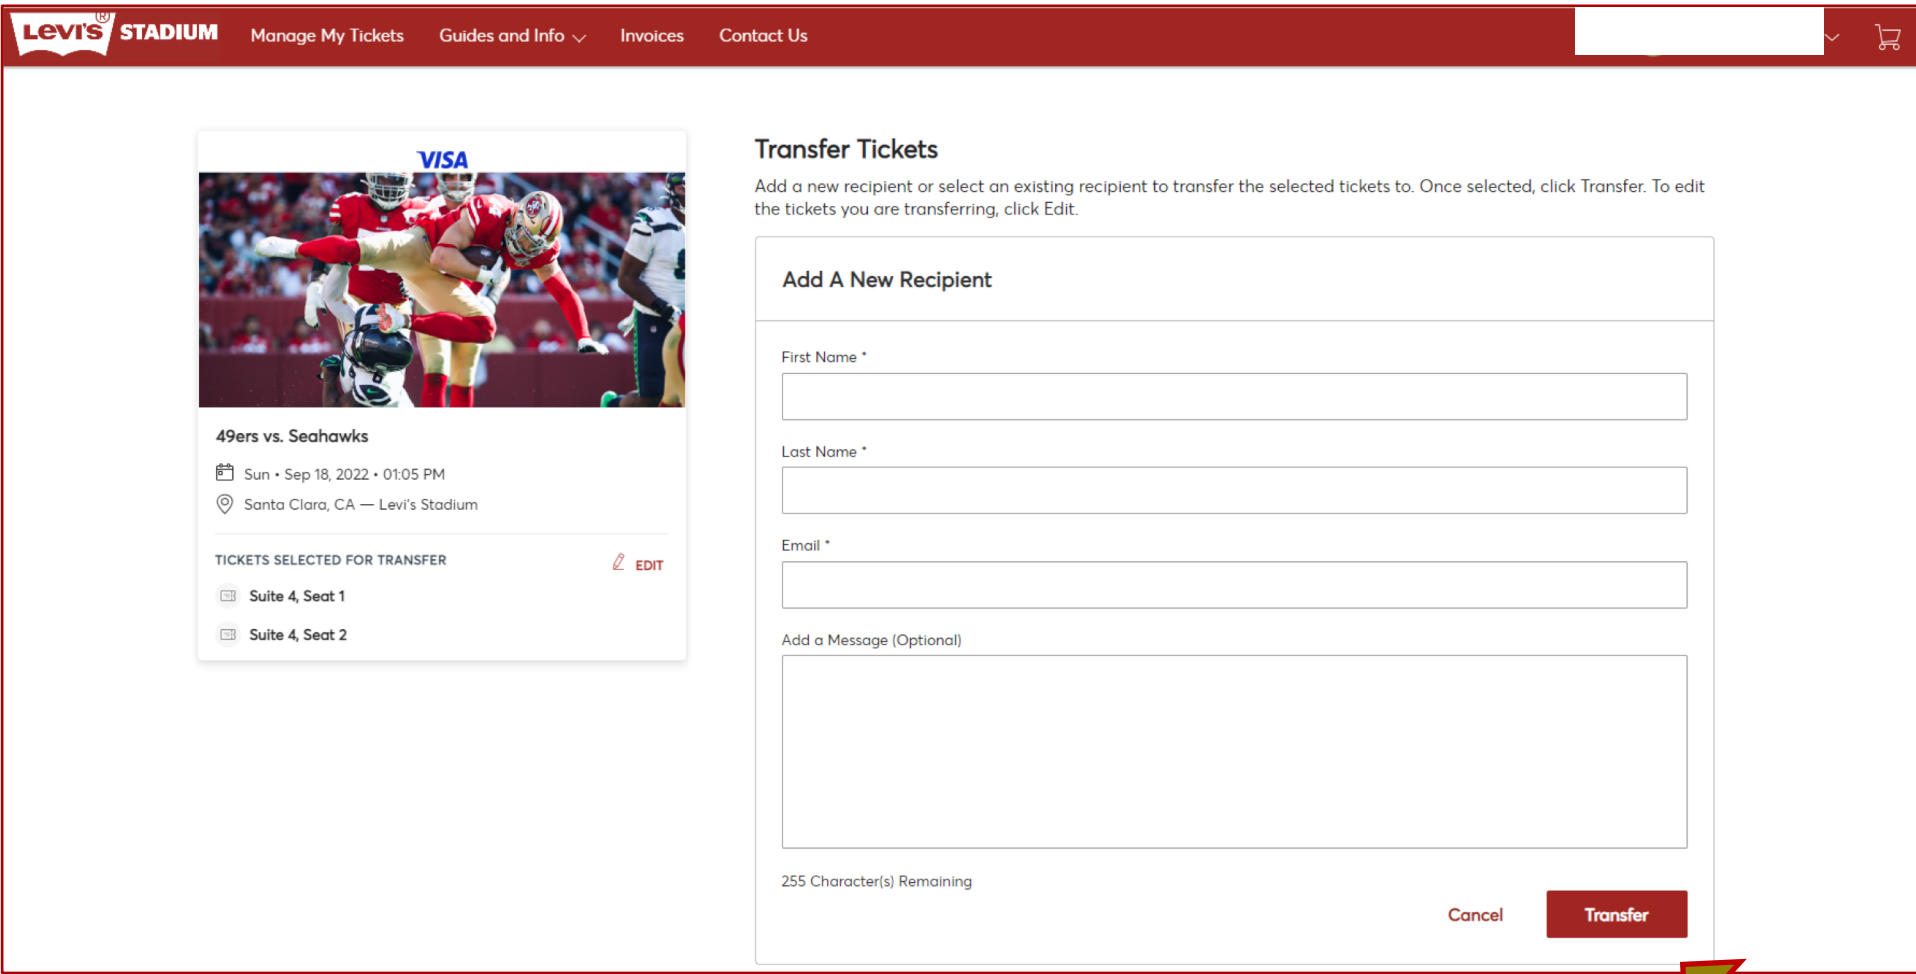 LEVI'S® STADIUM
Manage My Tickets
Guides and Info
Invoices
Contact Us
VISA
49ers vs. Seahawks
Sun • Sep 18, 2022 • 01:05 PM
Santa Clara, CA — Levi's Stadium
TICKETS SELECTED FOR TRANSFER
EDIT
Suite 4, Seat 1
Suite 4, Seat 2
Transfer Tickets
Add a new recipient or select an existing recipient to transfer the selected tickets to. Once selected, click Transfer. To edit
the tickets you are transferring, click Edit.
Add A New Recipient
First Name *
Last Name *
Email *
Add a Message (Optional)
255 Character(s) Remaining
Cancel
Transfer